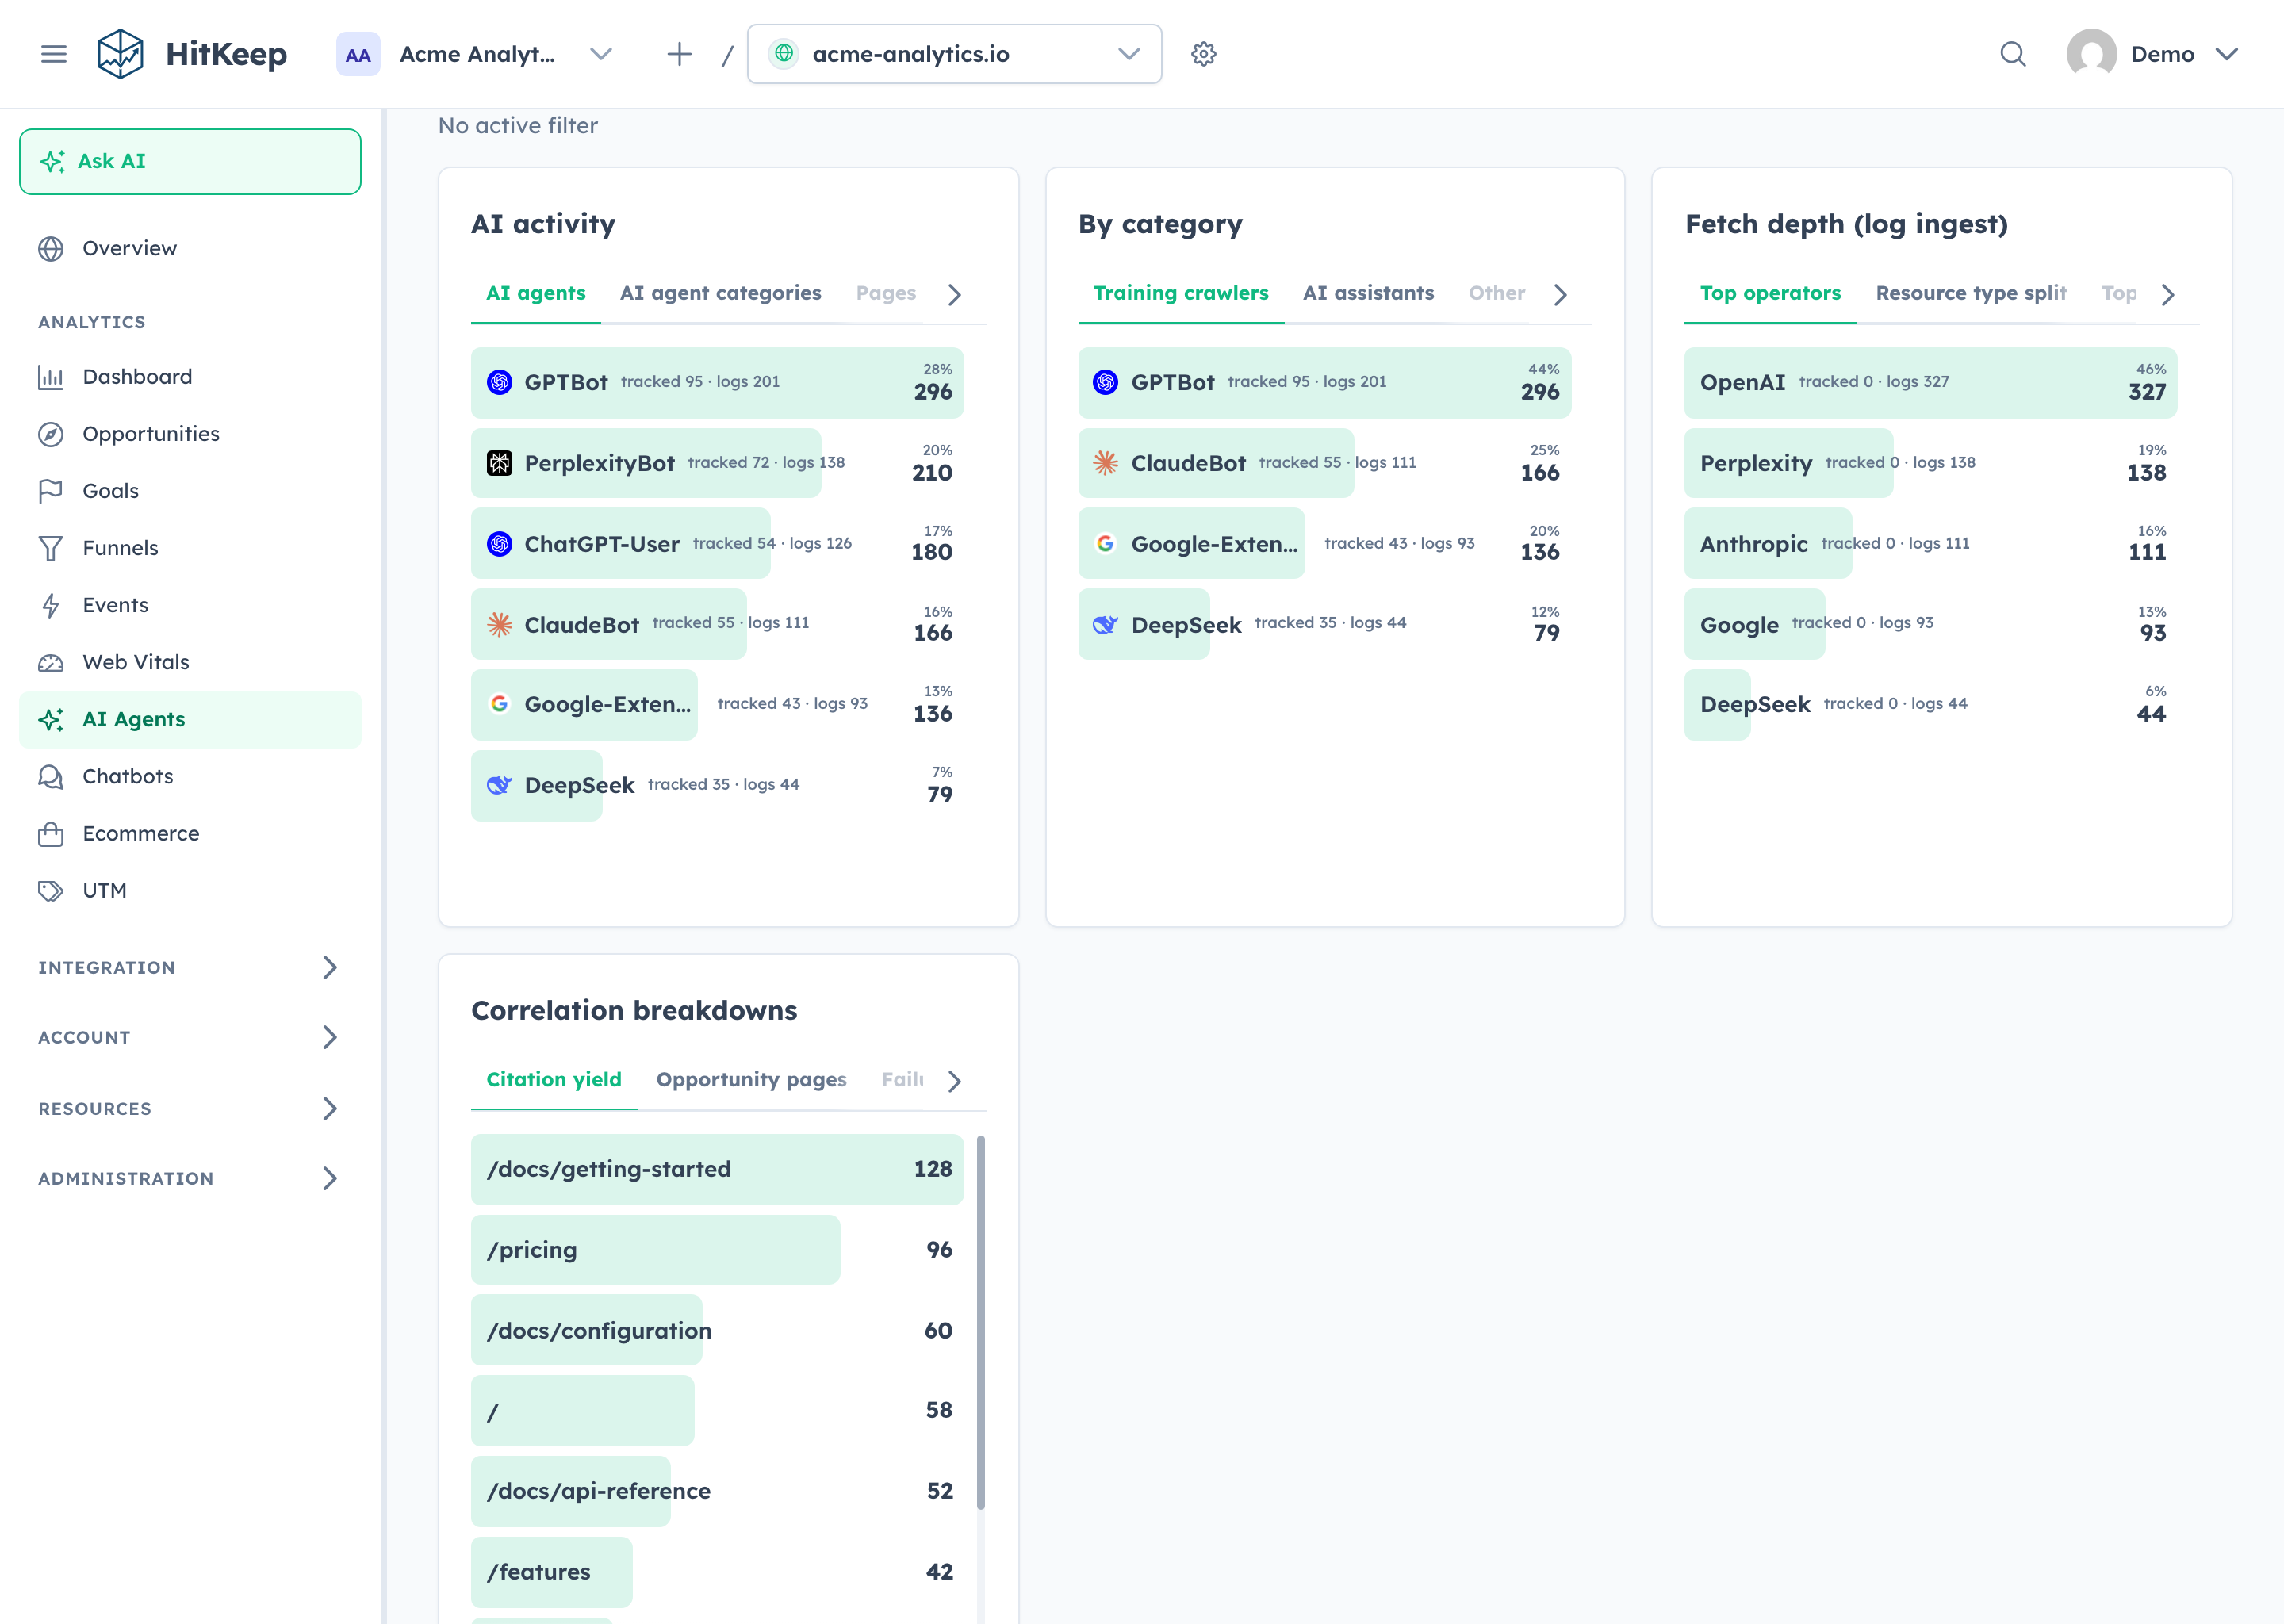 HitKeep
AA
Acme Analyt...
/
acme-analytics.io
Demo
Ask AI
Overview
ANALYTICS
Dashboard
Opportunities
Goals
Funnels
Events
Web Vitals
AI Agents
Chatbots
Ecommerce
UTM
INTEGRATION
ACCOUNT
RESOURCES
ADMINISTRATION
No active filter
AI activity
AI agents
AI agent categories
Pages
GPTBot tracked 95 · logs 201
28%
296
PerplexityBot tracked 72 · logs 138
20%
210
ChatGPT-User tracked 54 · logs 126
17%
180
ClaudeBot tracked 55 · logs 111
16%
166
Google-Exten... tracked 43 · logs 93
13%
136
DeepSeek tracked 35 · logs 44
7%
79
By category
Training crawlers
AI assistants
Other
GPTBot tracked 95 · logs 201
44%
296
ClaudeBot tracked 55 · logs 111
25%
166
Google-Exten... tracked 43 · logs 93
20%
136
DeepSeek tracked 35 · logs 44
12%
79
Fetch depth (log ingest)
Top operators
Resource type split
Top
OpenAI tracked 0 · logs 327
46%
327
Perplexity tracked 0 · logs 138
19%
138
Anthropic tracked 0 · logs 111
16%
111
Google tracked 0 · logs 93
13%
93
DeepSeek tracked 0 · logs 44
6%
44
Correlation breakdowns
Citation yield
Opportunity pages
/docs/getting-started 128
/pricing 96
/docs/configuration 60
/ 58
/docs/api-reference 52
/features 42